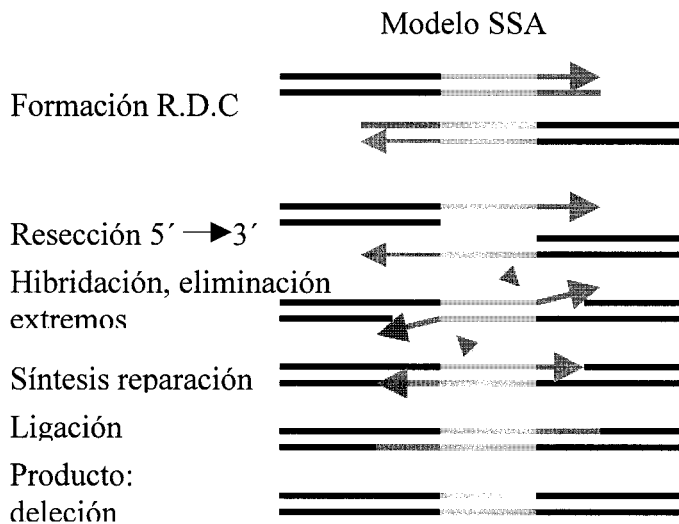 Modelo SSA
Formación R.D.C
Resección 5´ 3´
Hibridación, eliminación
extremos
Síntesis reparación
Ligación
Producto:
deleción